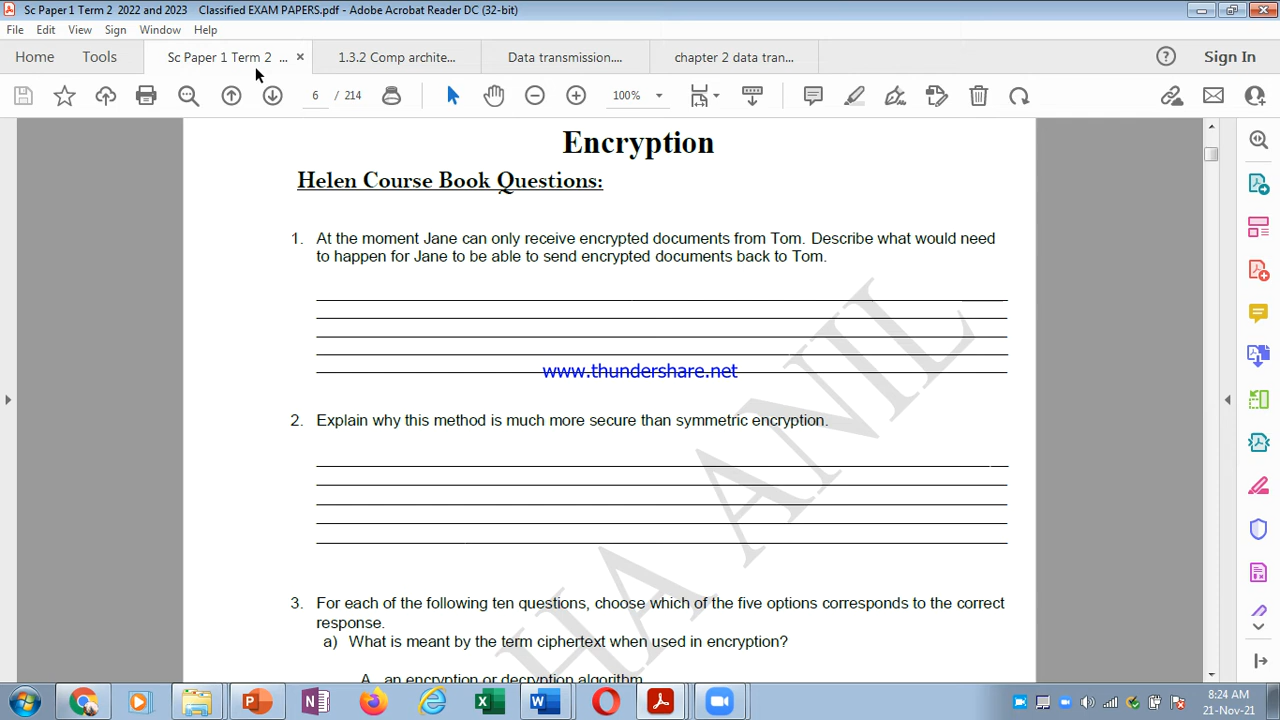 Sc Paper 1 Term 2 2022 and 2023 Classified EXAM PAPERS.pdf - Adobe Acrobat Reader DC (32-bit)
File Edit View Sign Window Help
Home Tools Sc Paper 1 Term 2 ... × 1.3.2 Comp archite... Data transmission.... chapter 2 data tran... Sign In
6 / 214 100%
Encryption
Helen Course Book Questions:
1. At the moment Jane can only receive encrypted documents from Tom. Describe what would need
to happen for Jane to be able to send encrypted documents back to Tom.
www.thundershare.net
2. Explain why this method is much more secure than symmetric encryption.
3. For each of the following ten questions, choose which of the five options corresponds to the correct
response.
a) What is meant by the term ciphertext when used in encryption?
A an encryption or decryption algorithm
HA ANIL
8:24 AM
21-Nov-21